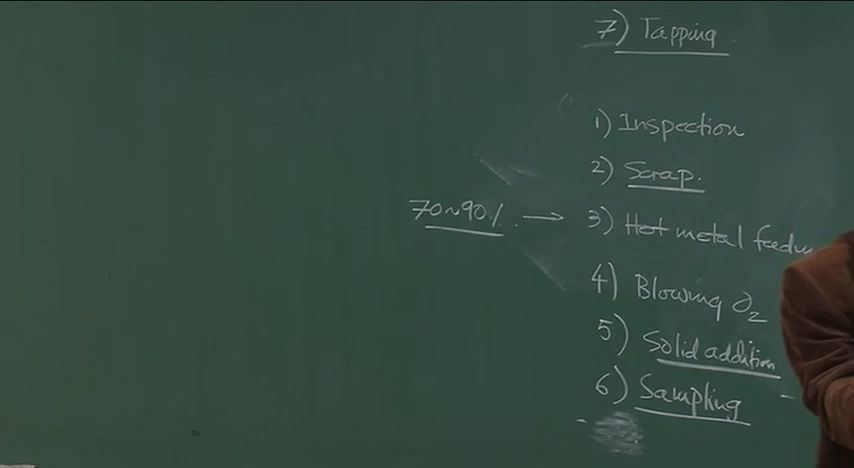 7) Tapping
1) Inspection
2) Scrap.
70~90% → 3) Hot metal
4) Blowing O2
5) Solid addition
6) Sampling